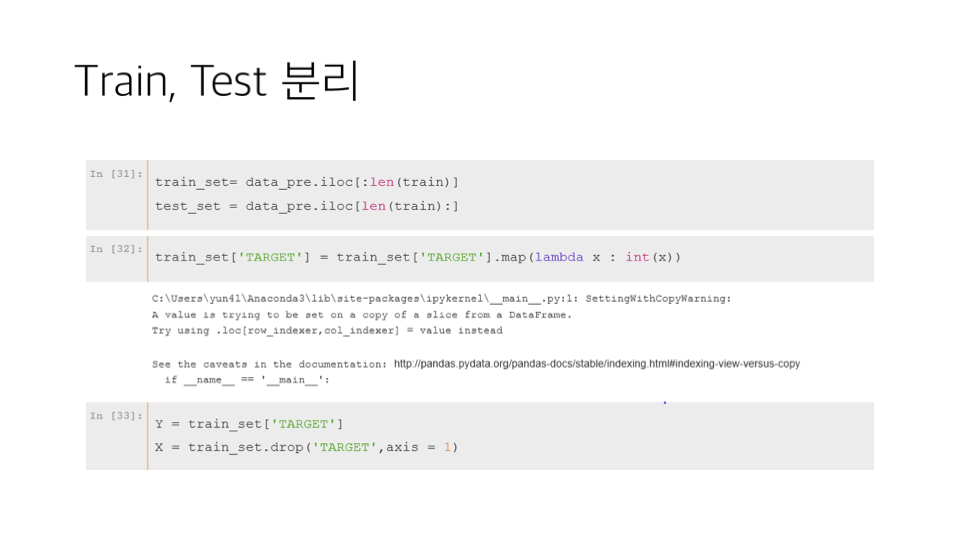 Train, Test 분리
In [31]:
train_set= data_pre.iloc[:len(train)]
test_set = data_pre.iloc[len(train):]
In [32]:
train_set['TARGET'] = train_set['TARGET'].map(lambda x : int(x))
C:\Users\yun41\Anaconda3\lib\site-packages\ipykernel\__main__.py:1: SettingWithCopyWarning:
A value is trying to be set on a copy of a slice from a DataFrame.
Try using .loc[row_indexer,col_indexer] = value instead
See the caveats in the documentation: http://pandas.pydata.org/pandas-docs/stable/indexing.html#indexing-view-versus-copy
if __name__ == '__main__':
In [33]:
Y = train_set['TARGET']
X = train_set.drop('TARGET',axis = 1)